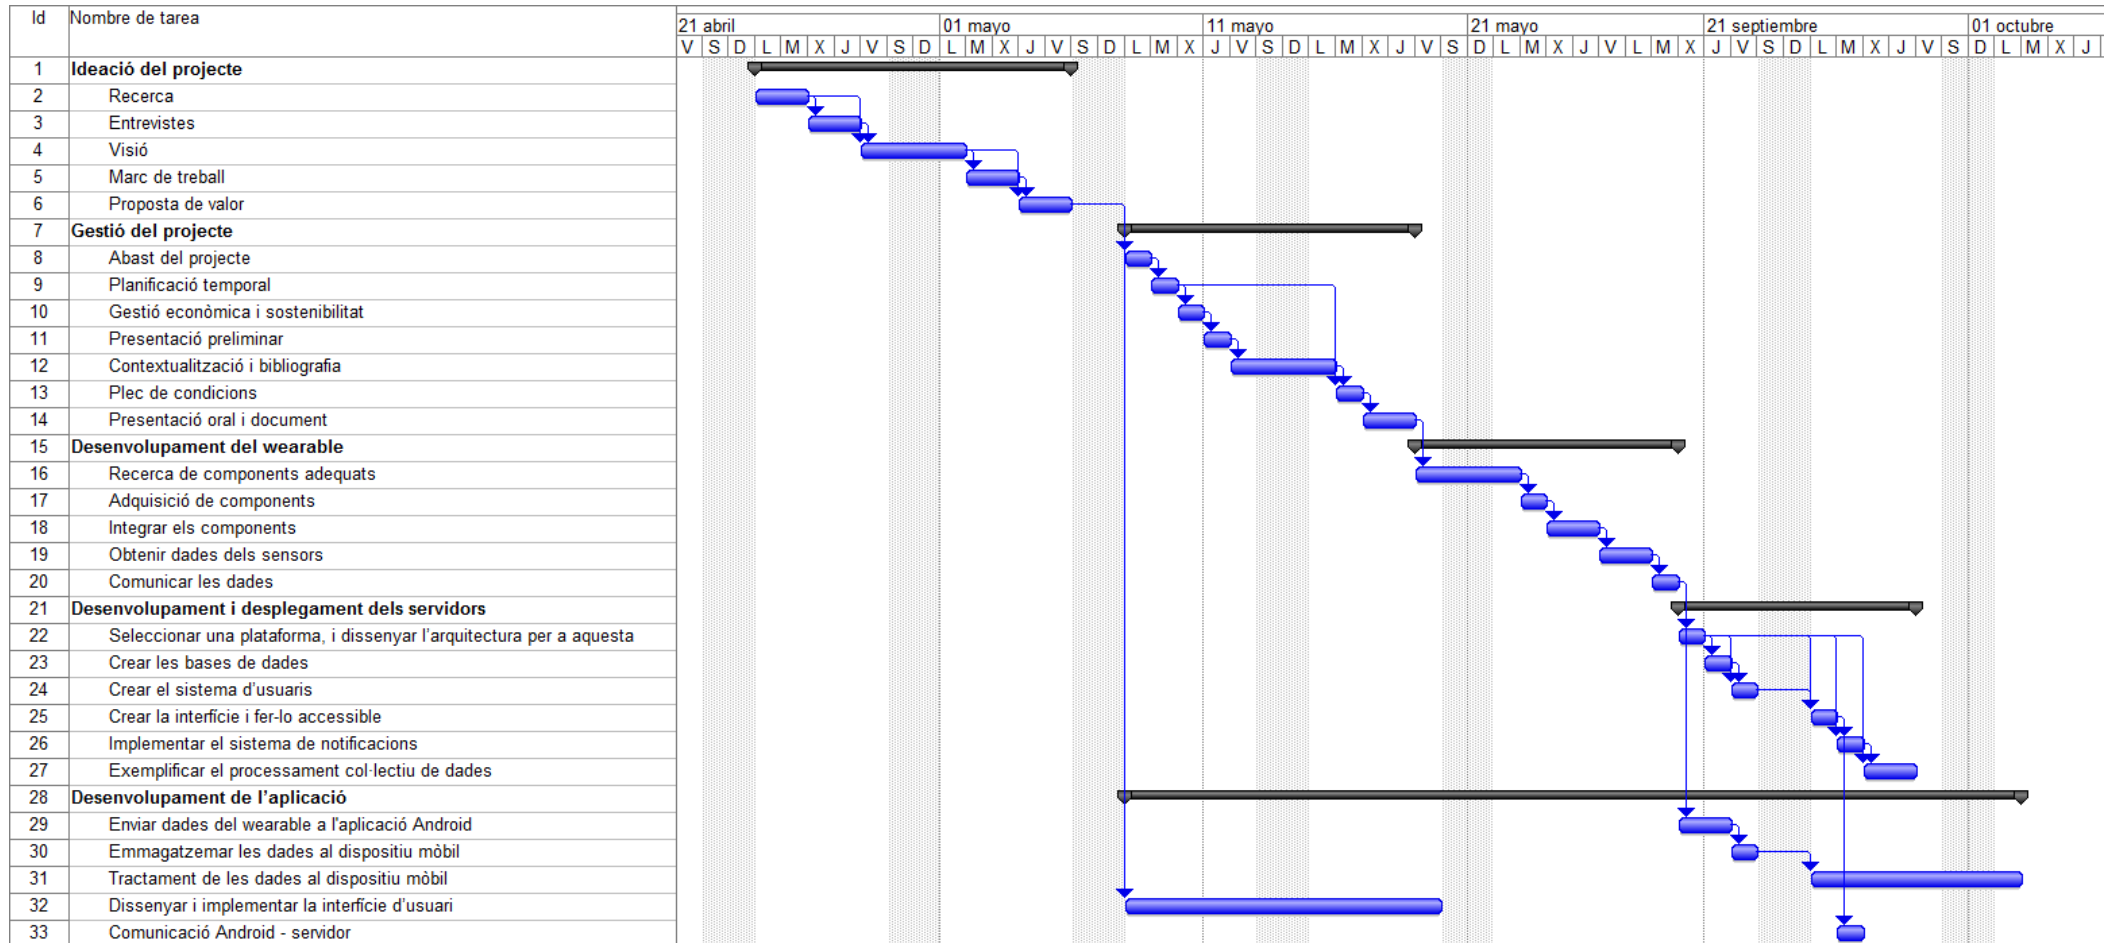 Id Nombre de tarea
21 abril 01 mayo 11 mayo 21 mayo 21 septiembre 01 octubre
V S D L M X J V S D L M X J V S D L M X J V S D L M X J V S D L M X J V L M X J V S D L M X J V S D L M X J
1 Ideació del projecte
2 Recerca
3 Entrevistes
4 Visió
5 Marc de treball
6 Proposta de valor
7 Gestió del projecte
8 Abast del projecte
9 Planificació temporal
10 Gestió econòmica i sostenibilitat
11 Presentació preliminar
12 Contextualització i bibliografia
13 Plec de condicions
14 Presentació oral i document
15 Desenvolupament del wearable
16 Recerca de components adequats
17 Adquisició de components
18 Integrar els components
19 Obtenir dades dels sensors
20 Comunicar les dades
21 Desenvolupament i desplegament dels servidors
22 Seleccionar una plataforma, i dissenyar l'arquitectura per a aquesta
23 Crear les bases de dades
24 Crear el sistema d'usuaris
25 Crear la interfície i fer-lo accessible
26 Implementar el sistema de notificacions
27 Exemplificar el processament col·lectiu de dades
28 Desenvolupament de l'aplicació
29 Enviar dades del wearable a l'aplicació Android
30 Emmagatzemar les dades al dispositiu mòbil
31 Tractament de les dades al dispositiu mòbil
32 Dissenyar i implementar la interfície d'usuari
33 Comunicació Android - servidor